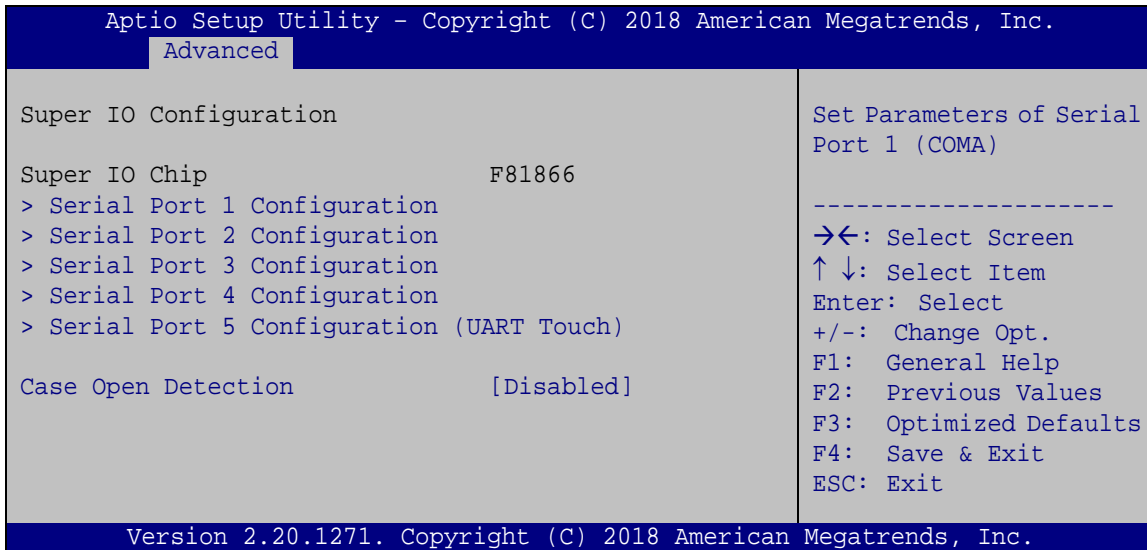 Aptio Setup Utility – Copyright (C) 2018 American Megatrends, Inc.
Advanced
Super IO Configuration
Super IO Chip F81866
> Serial Port 1 Configuration
> Serial Port 2 Configuration
> Serial Port 3 Configuration
> Serial Port 4 Configuration
> Serial Port 5 Configuration (UART Touch)
Case Open Detection [Disabled]
Set Parameters of Serial
Port 1 (COMA)
---------------------
→←: Select Screen
↑ ↓: Select Item
Enter: Select
+/-: Change Opt.
F1: General Help
F2: Previous Values
F3: Optimized Defaults
F4: Save & Exit
ESC: Exit
Version 2.20.1271. Copyright (C) 2018 American Megatrends, Inc.